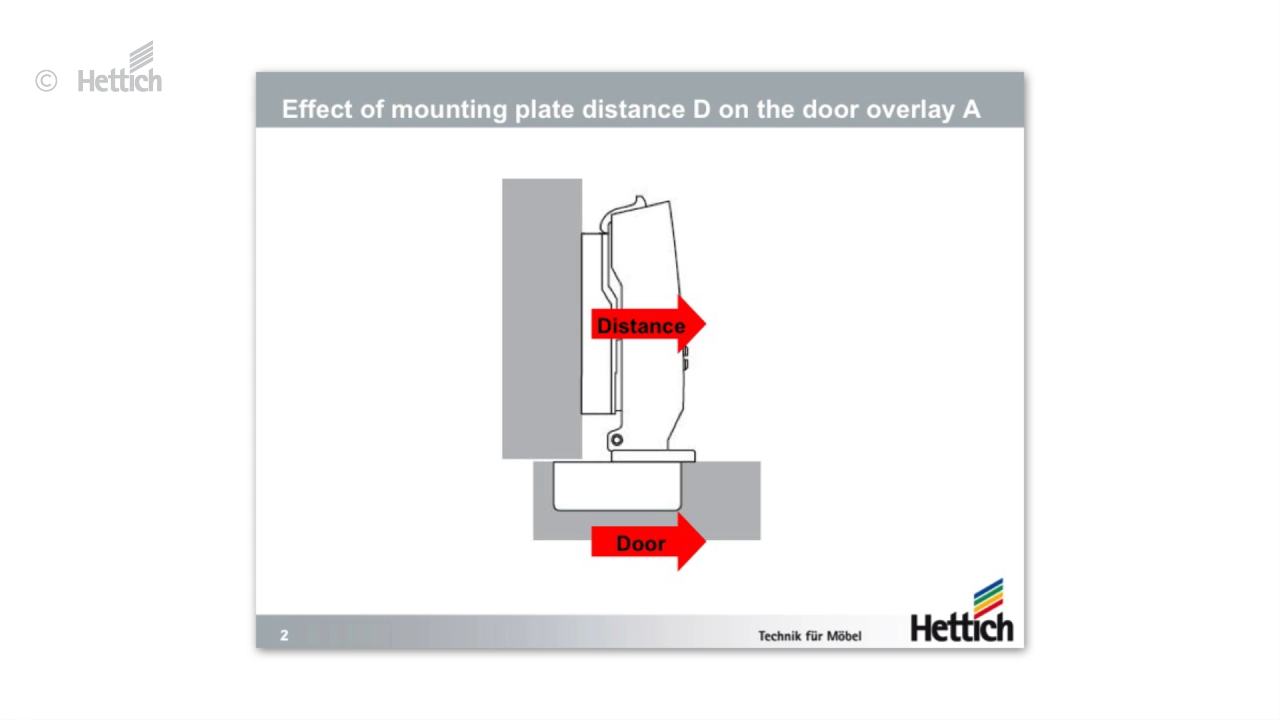 © Hettich
Effect of mounting plate distance D on the door overlay A
Distance
Door
2
Technik für Möbel
Hettich